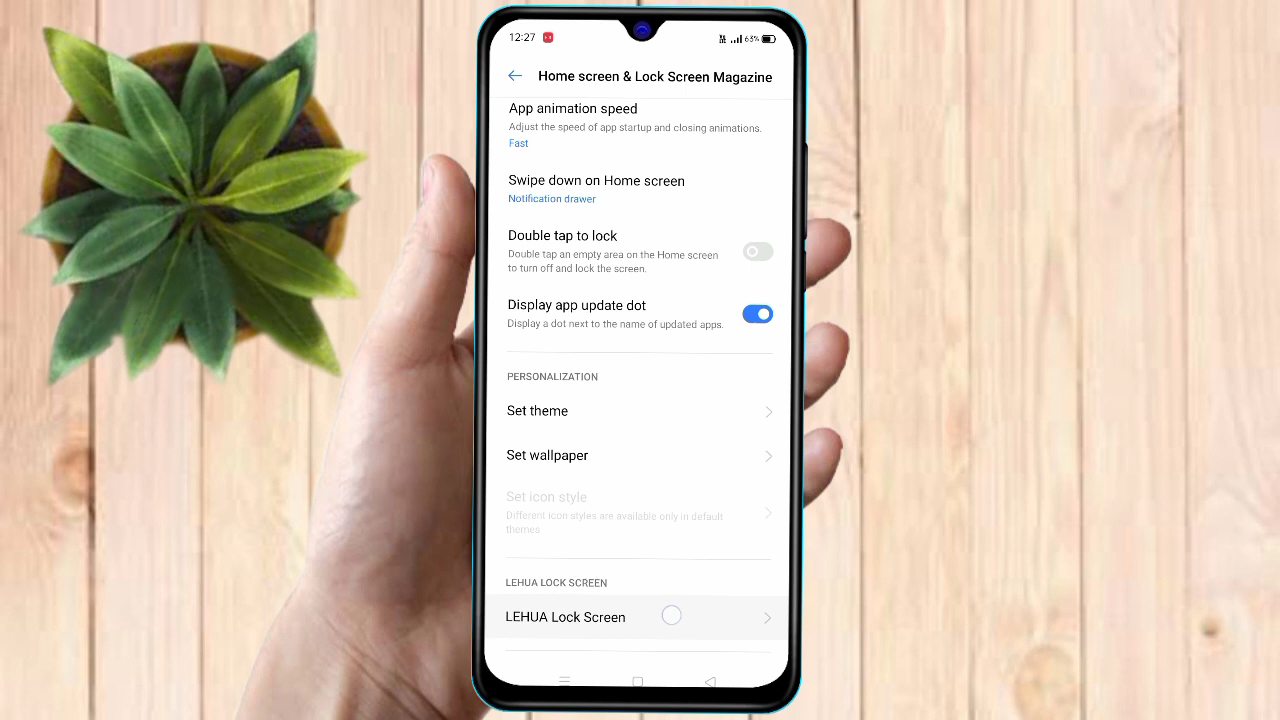 12:27
63%
Home screen & Lock Screen Magazine
App animation speed
Adjust the speed of app startup and closing animations.
Fast
Swipe down on Home screen
Notification drawer
Double tap to lock
Double tap an empty area on the Home screen
to turn off and lock the screen.
Display app update dot
Display a dot next to the name of updated apps.
PERSONALIZATION
Set theme
Set wallpaper
Set icon style
Different icon styles are available only in default
themes
LEHUA LOCK SCREEN
LEHUA Lock Screen